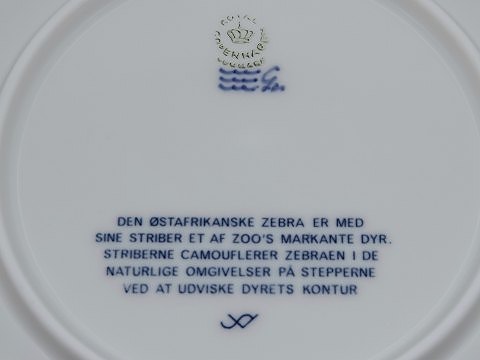 ROYAL
COPENHAGEN
DENMARK
DEN ØSTAFRIKANSKE ZEBRA ER MED
SINE STRIBER ET AF ZOO'S MARKANTE DYR.
STRIBERNE CAMOUFLERER ZEBRAEN I DE
NATURLIGE OMGIVELSER PÅ STEPPERNE
VED AT UDVISKE DYRETS KONTUR